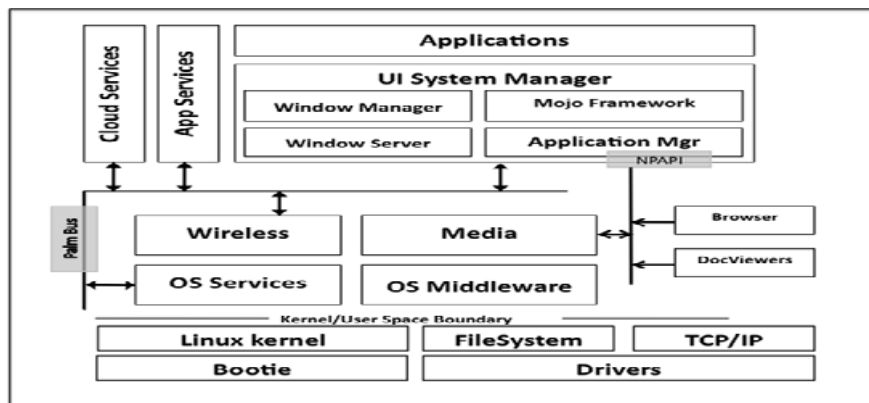 Cloud Services
App Services
Applications
UI System Manager
Window Manager
Mojo Framework
Window Server
Application Mgr
NPAPI
Palm Bus
Wireless
Media
Browser
OS Services
OS Middleware
DocViewers
Kernel/User Space Boundary
Linux kernel
FileSystem
TCP/IP
Bootie
Drivers